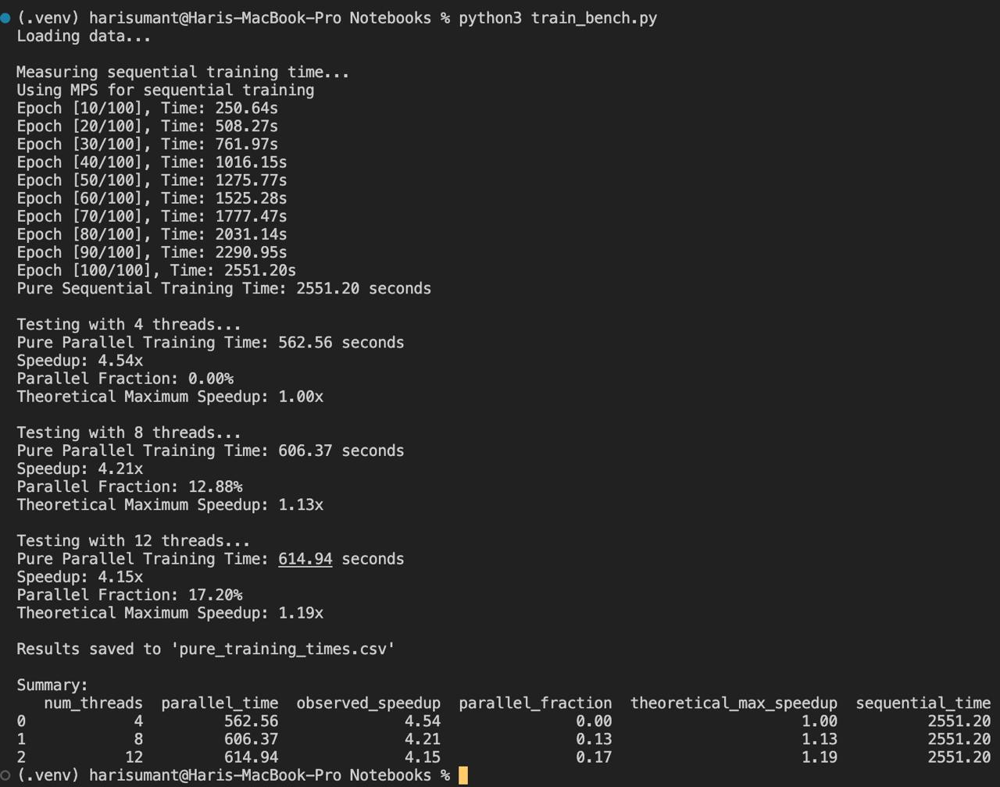 (.venv) harisumant@Haris-MacBook-Pro Notebooks % python3 train_bench.py
Loading data...
Measuring sequential training time...
Using MPS for sequential training
Epoch [10/100], Time: 250.64s
Epoch [20/100], Time: 508.27s
Epoch [30/100], Time: 761.97s
Epoch [40/100], Time: 1016.15s
Epoch [50/100], Time: 1275.77s
Epoch [60/100], Time: 1525.28s
Epoch [70/100], Time: 1777.47s
Epoch [80/100], Time: 2031.14s
Epoch [90/100], Time: 2290.95s
Epoch [100/100], Time: 2551.20s
Pure Sequential Training Time: 2551.20 seconds
Testing with 4 threads...
Pure Parallel Training Time: 562.56 seconds
Speedup: 4.54x
Parallel Fraction: 0.00%
Theoretical Maximum Speedup: 1.00x
Testing with 8 threads...
Pure Parallel Training Time: 606.37 seconds
Speedup: 4.21x
Parallel Fraction: 12.88%
Theoretical Maximum Speedup: 1.13x
Testing with 12 threads...
Pure Parallel Training Time: 614.94 seconds
Speedup: 4.15x
Parallel Fraction: 17.20%
Theoretical Maximum Speedup: 1.19x
Results saved to 'pure_training_times.csv'
Summary:
num_threads parallel_time observed_speedup parallel_fraction theoretical_max_speedup sequential_time
0 4 562.56 4.54 0.00 1.00 2551.20
1 8 606.37 4.21 0.13 1.13 2551.20
2 12 614.94 4.15 0.17 1.19 2551.20
(.venv) harisumant@Haris-MacBook-Pro Notebooks %